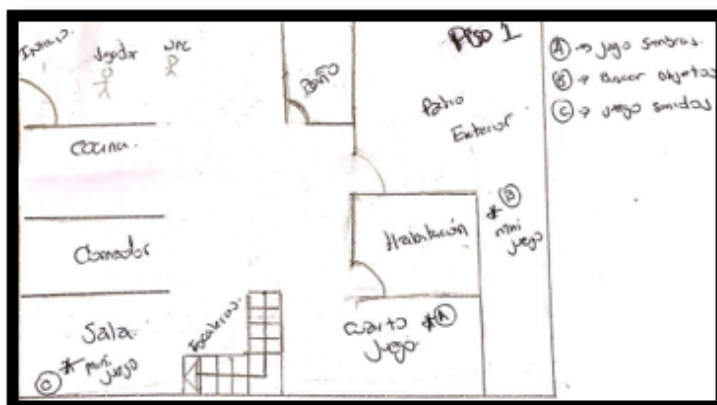 Inicio.
Jugador
NPC
Cocina
Comedor
Sala
* mini
juego
C
Escaleras.
Baño
Piso 1
Patio
Exterior
Habitación
* B
mini
juego
Cuarto * A
Juego.
A → Juego Sombras.
B → Buscar Objetos
C → Juego sonidos